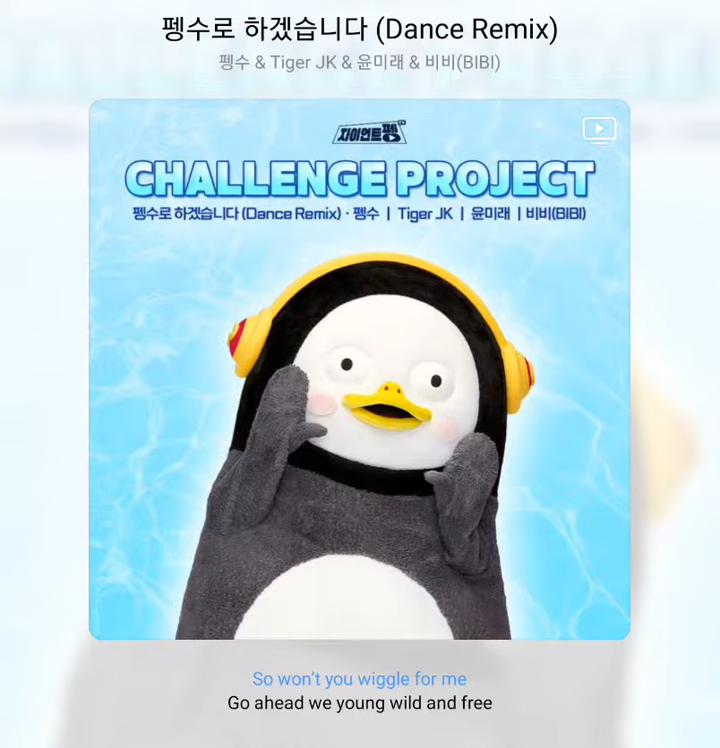 펭수로 하겠습니다 (Dance Remix)
펭수 & Tiger JK & 윤미래 & 비비(BIBI)
자이언트펭TV
CHALLENGE PROJECT
펭수로 하겠습니다 (Dance Remix) · 펭수 | Tiger JK | 윤미래 | 비비(BIBI)
So won't you wiggle for me
Go ahead we young wild and free